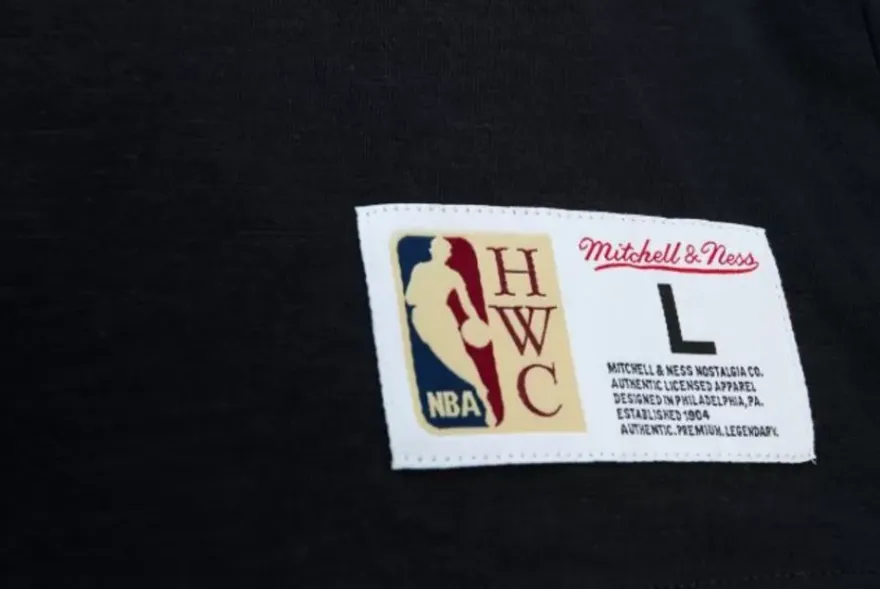 H
W
C
NBA
Mitchell & Ness
L
MITCHELL & NESS NOSTALGIA CO.
AUTHENTIC LICENSED APPAREL
DESIGNED IN PHILADELPHIA, PA.
ESTABLISHED 1904
AUTHENTIC. PREMIUM. LEGENDARY.